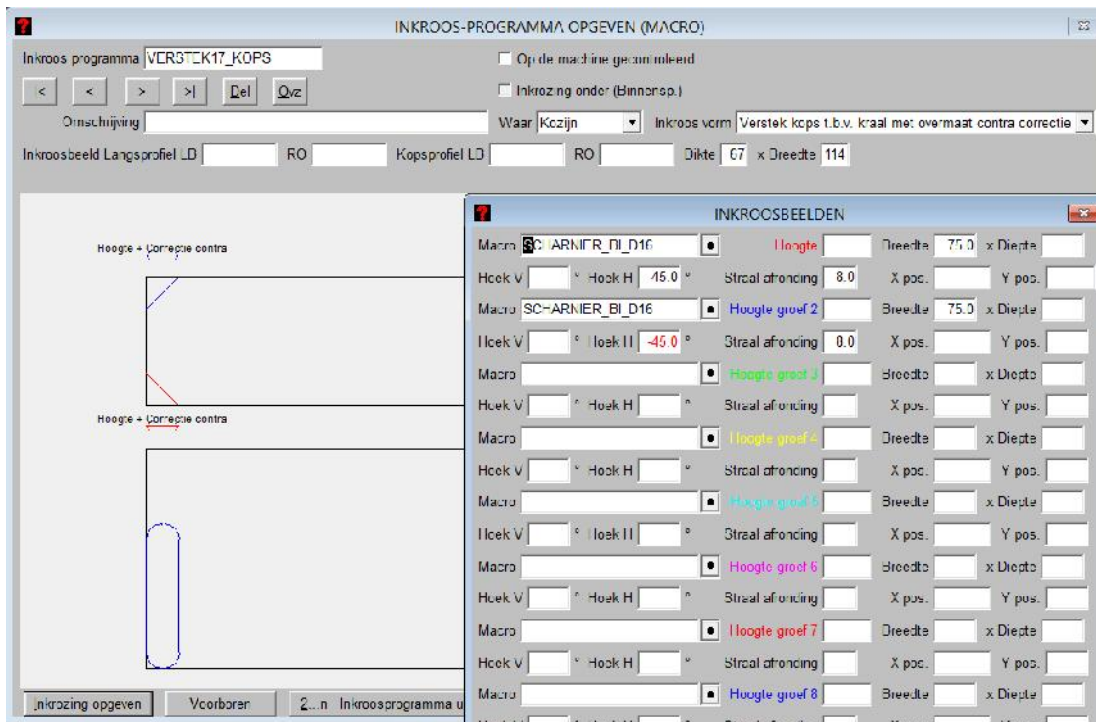 INKROOS-PROGRAMMA OPGEVEN (MACRO)
Inkroos programma VERSTEK17_KOPS
Op de machine gecontroleerd
|< < > >| Del Ovz
Inkrozing onder (Binnensp.)
Omschrijving Waar Kozijn Inkroos vorm Verstek kops t.b.v. kraal met overmaat contra correctie
Inkroosbeeld Langsprofiel LB RO Kopsprofiel LB RO Dikte 67 x Breedte 114
Hoogte + Correctie contra
Hoogte + Correctie contra
Inkrozing opgeven Voorboren 2...n Inkroosprogramma u
INKROOSBEELDEN
Macro SCHARNIER_BI_D16 Hoogte Breedte 75.0 x Diepte
Hoek V ° Hoek H 45.0 ° Straal afronding 8.0 X pos. Y pos.
Macro SCHARNIER_BI_D16 Hoogte groef 2 Breedte 75.0 x Diepte
Hoek V ° Hoek H -45.0 ° Straal afronding 8.0 X pos. Y pos.
Macro Hoogte groef 3 Breedte x Diepte
Hoek V ° Hoek H ° Straal afronding X pos. Y pos.
Macro Hoogte groef 4 Breedte x Diepte
Hoek V ° Hoek H ° Straal afronding X pos. Y pos.
Macro Hoogte groef 5 Breedte x Diepte
Hoek V ° Hoek H ° Straal afronding X pos. Y pos.
Macro Hoogte groef 6 Breedte x Diepte
Hoek V ° Hoek H ° Straal afronding X pos. Y pos.
Macro Hoogte groef 7 Breedte x Diepte
Hoek V ° Hoek H ° Straal afronding X pos. Y pos.
Macro Hoogte groef 8 Breedte x Diepte